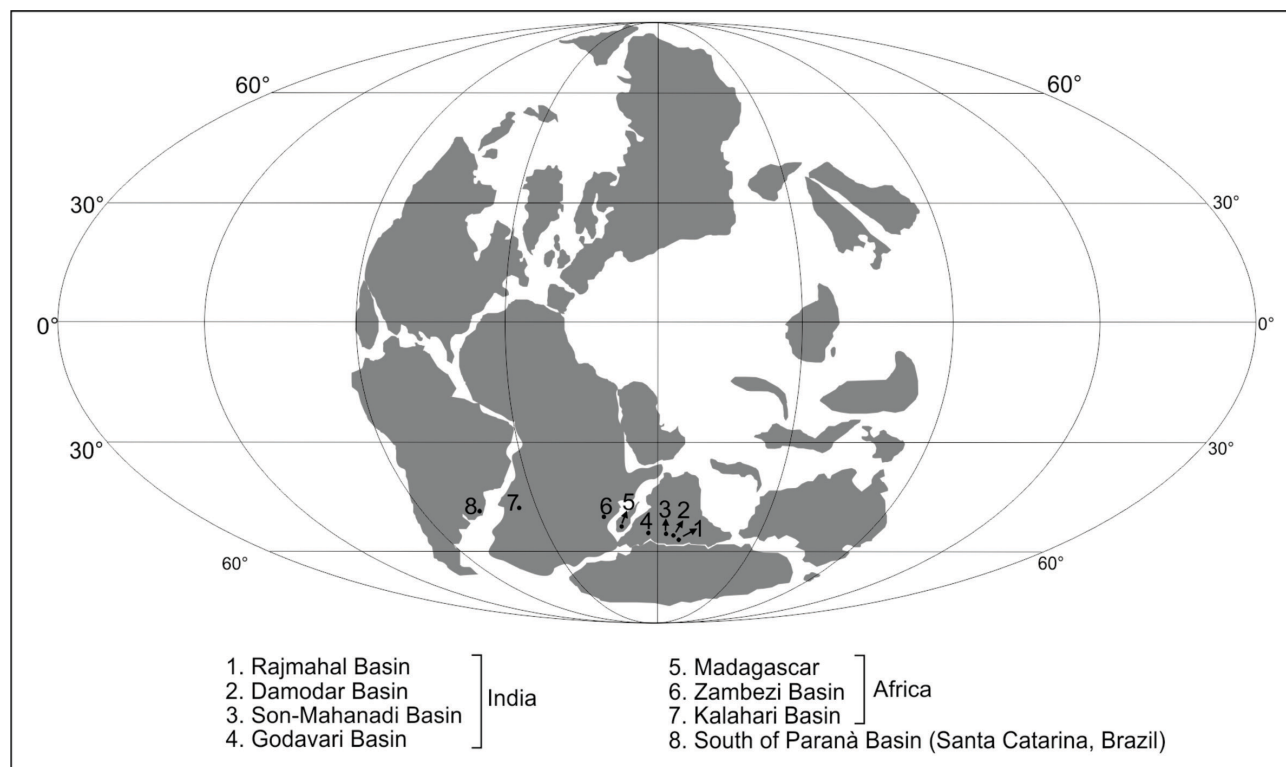 60° 60°
30° 30°
0° 0°
30° 30°
8 7 6 5 4 3 2 1
60° 60°
1. Rajmahal Basin
2. Damodar Basin
3. Son-Mahanadi Basin
4. Godavari Basin
India
5. Madagascar
6. Zambezi Basin
7. Kalahari Basin
Africa
8. South of Paranà Basin (Santa Catarina, Brazil)